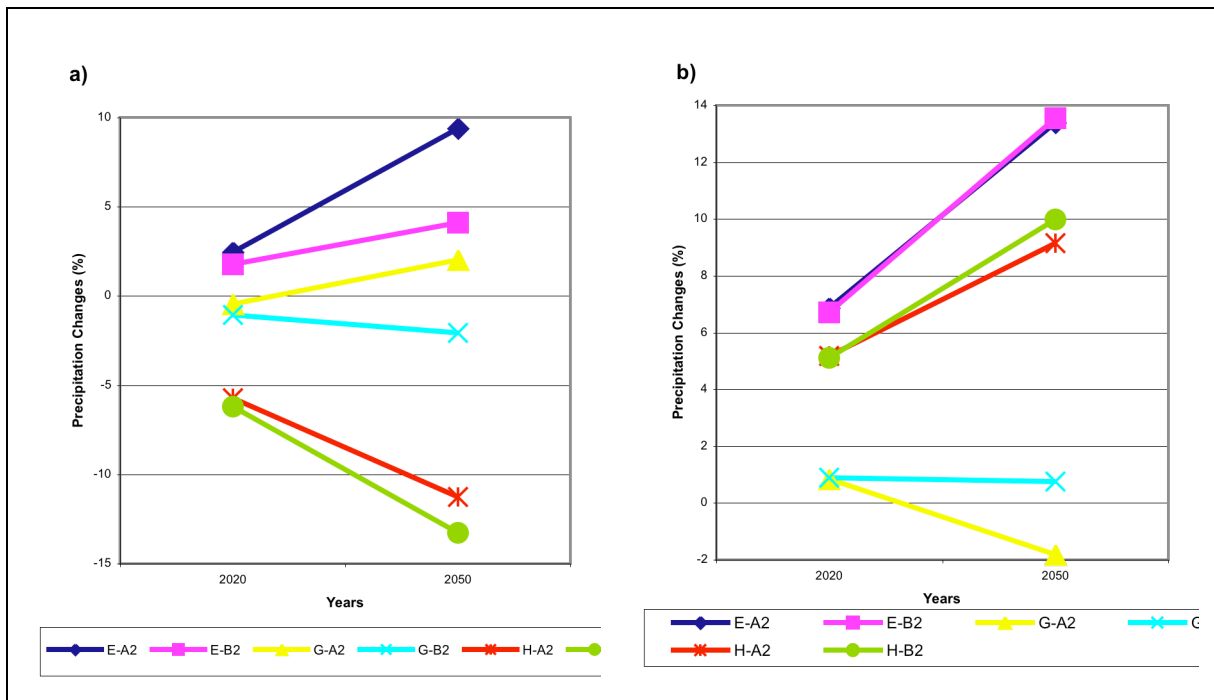 a)
Precipitation Changes (%)
10
5
0
-5
-10
-15
2020 2050
Years
E-A2 E-B2 G-A2 G-B2 H-A2
b)
Precipitation Changes (%)
14
12
10
8
6
4
2
0
-2
2020 2050
Years
E-A2 E-B2 G-A2
H-A2 H-B2